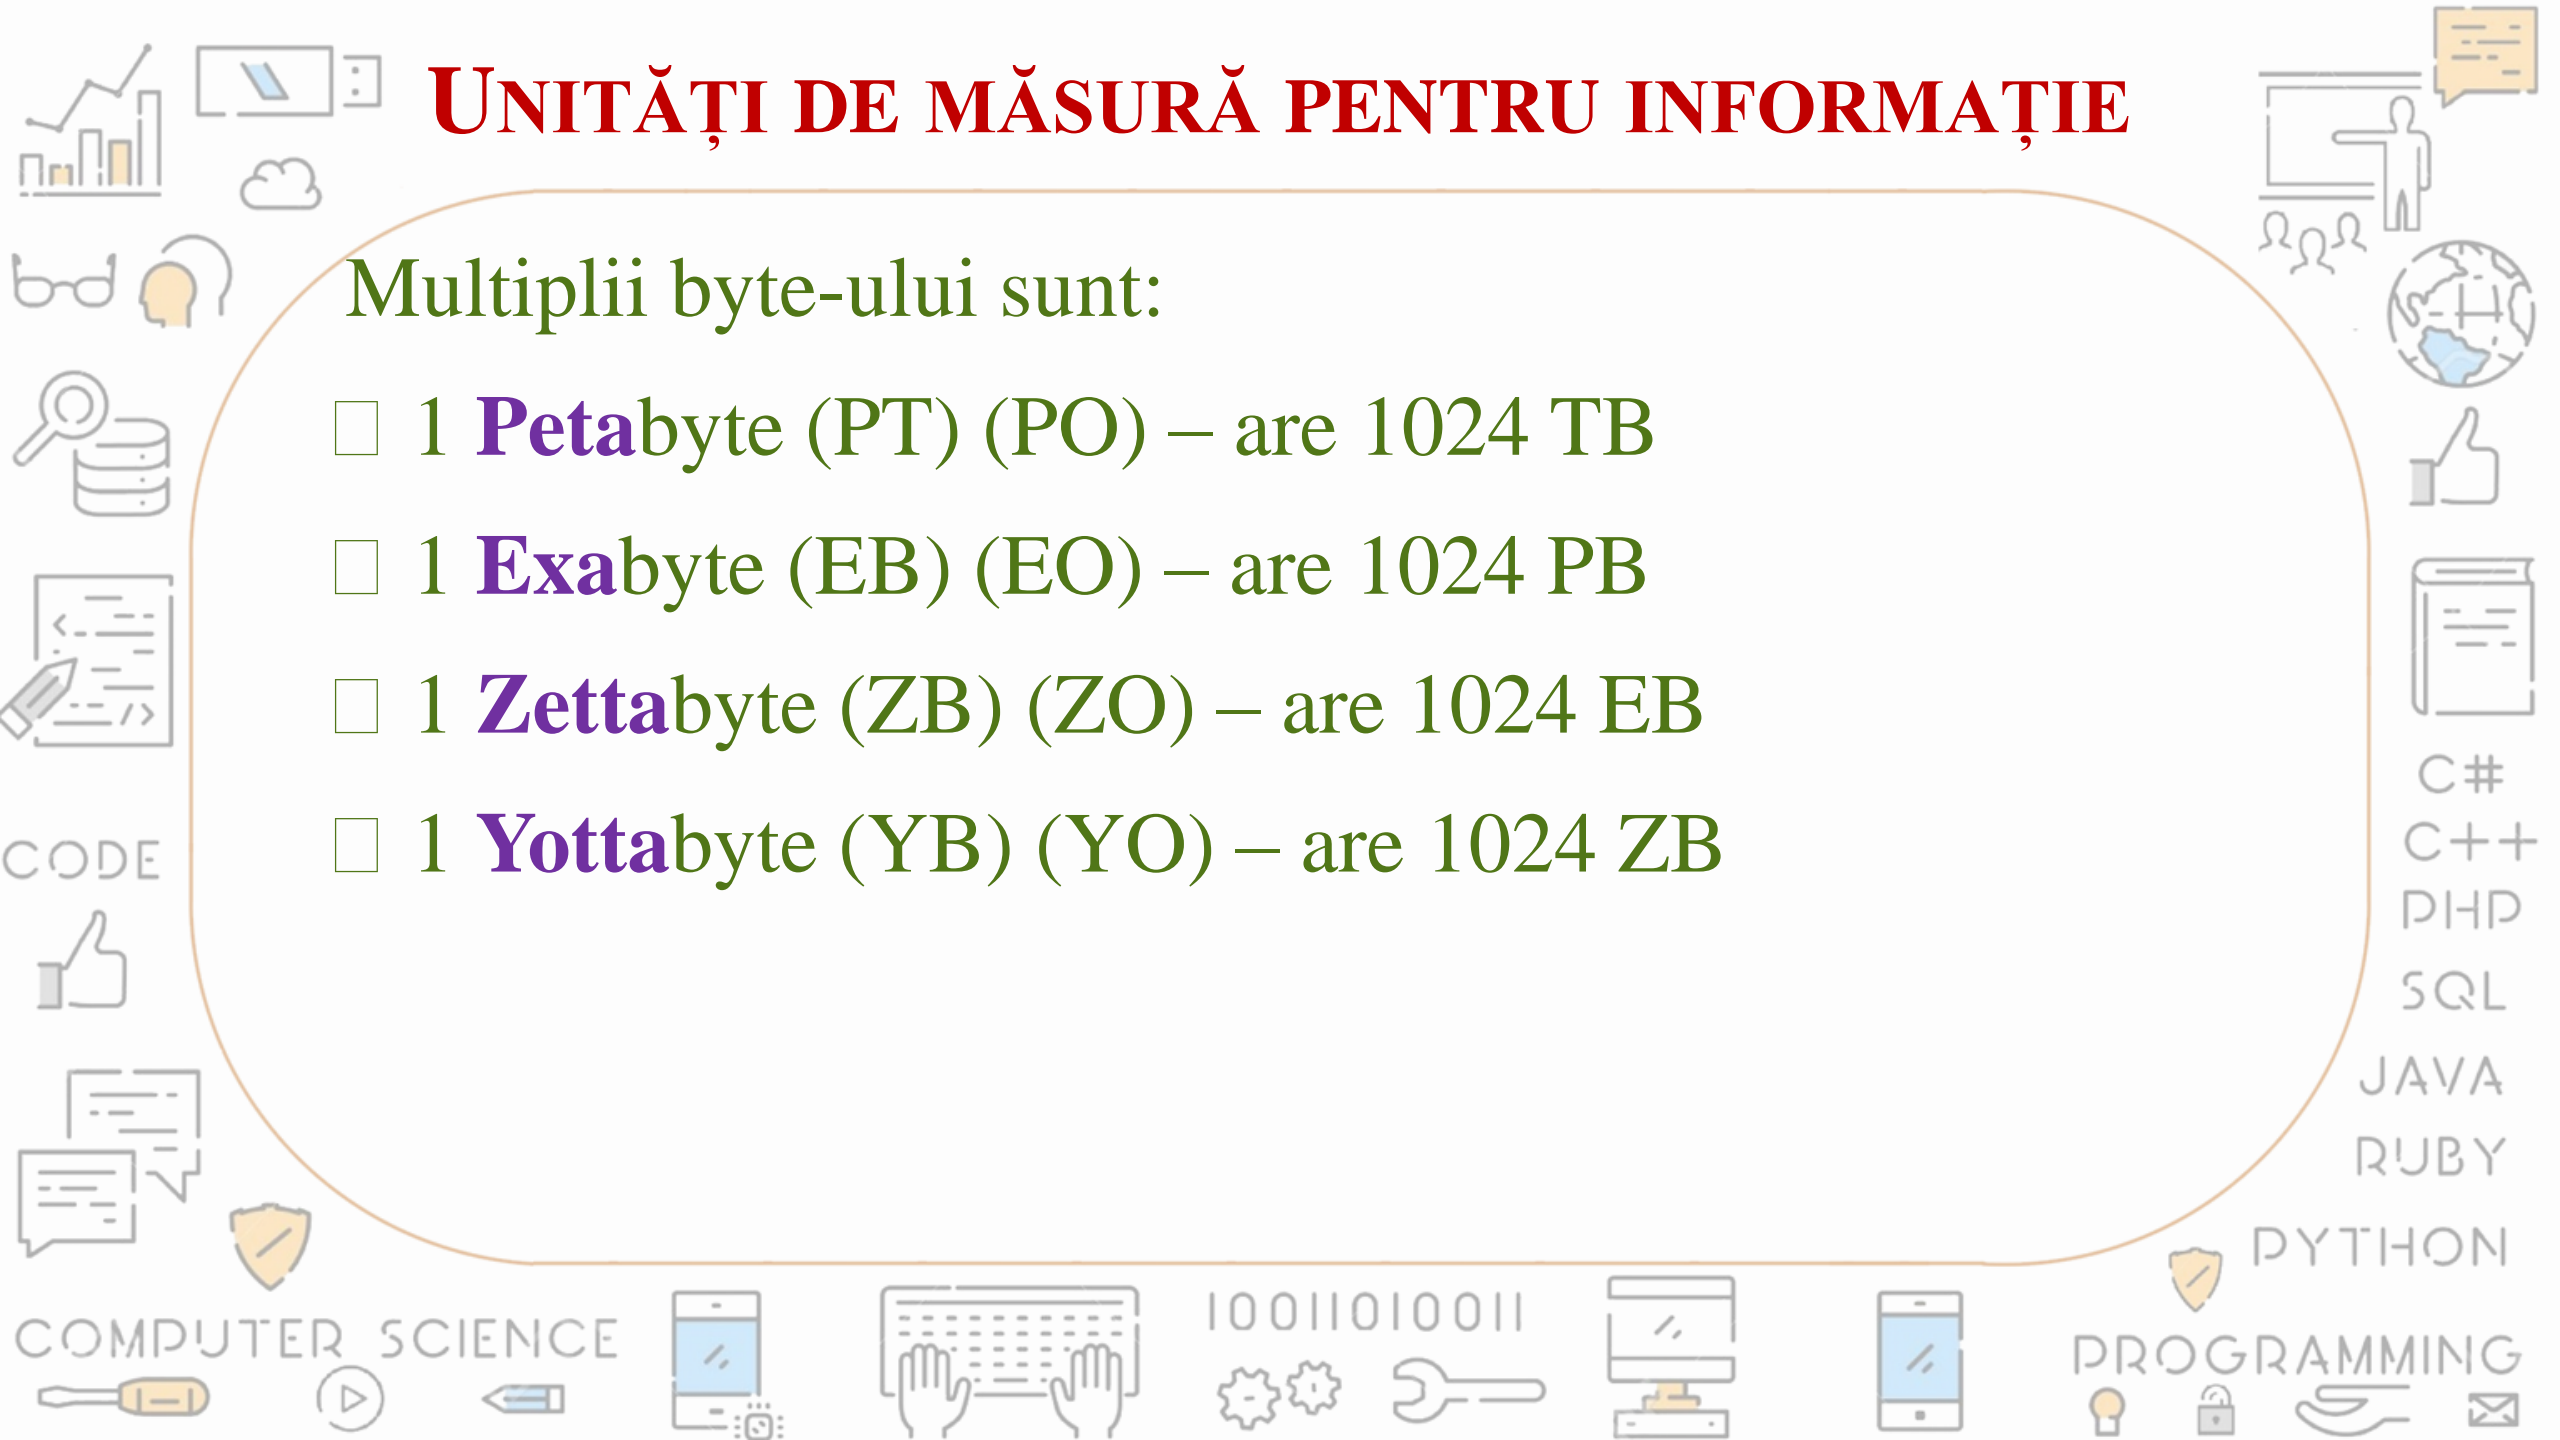 UNITĂȚI DE MĂSURĂ PENTRU INFORMAȚIE
Multiplii byte-ului sunt:
□ 1 Petabyte (PT) (PO) – are 1024 TB
□ 1 Exabyte (EB) (EO) – are 1024 PB
□ 1 Zettabyte (ZB) (ZO) – are 1024 EB
□ 1 Yottabyte (YB) (YO) – are 1024 ZB
C#
C++
CODE
PHP
SQL
JAVA
RUBY
PYTHON
10011010011
COMPUTER SCIENCE
PROGRAMMING